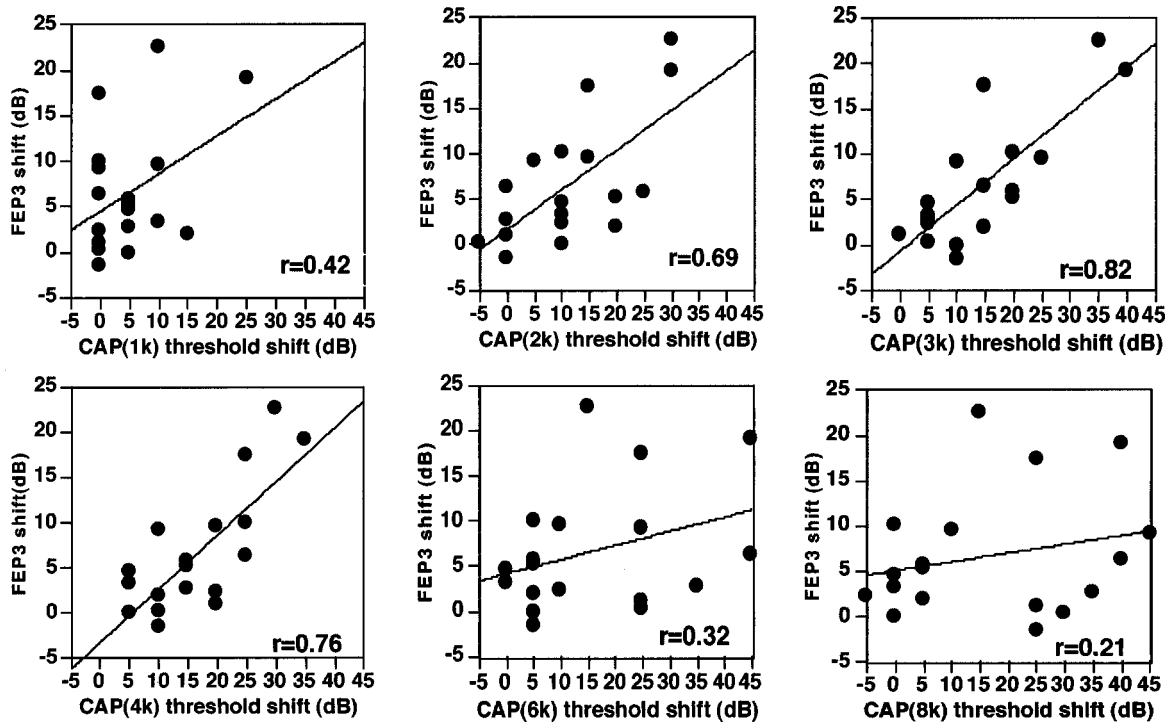 25
20
15
10
5
0
-5
FEP3 shift (dB)
r=0.42
-5 0 5 10 15 20 25 30 35 40 45
CAP(1k) threshold shift (dB)
25
20
15
10
5
0
-5
FEP3 shift (dB)
r=0.69
-5 0 5 10 15 20 25 30 35 40 45
CAP(2k) threshold shift (dB)
25
20
15
10
5
0
-5
FEP3 shift (dB)
r=0.82
-5 0 5 10 15 20 25 30 35 40 45
CAP(3k) threshold shift (dB)
25
20
15
10
5
0
-5
FEP3 shift(dB)
r=0.76
-5 0 5 10 15 20 25 30 35 40 45
CAP(4k) threshold shift (dB)
25
20
15
10
5
0
-5
FEP3 shift (dB)
r=0.32
-5 0 5 10 15 20 25 30 35 40 45
CAP(6k) threshold shift (dB)
25
20
15
10
5
0
-5
FEP3 shift (dB)
r=0.21
-5 0 5 10 15 20 25 30 35 40 45
CAP(8k) threshold shift (dB)